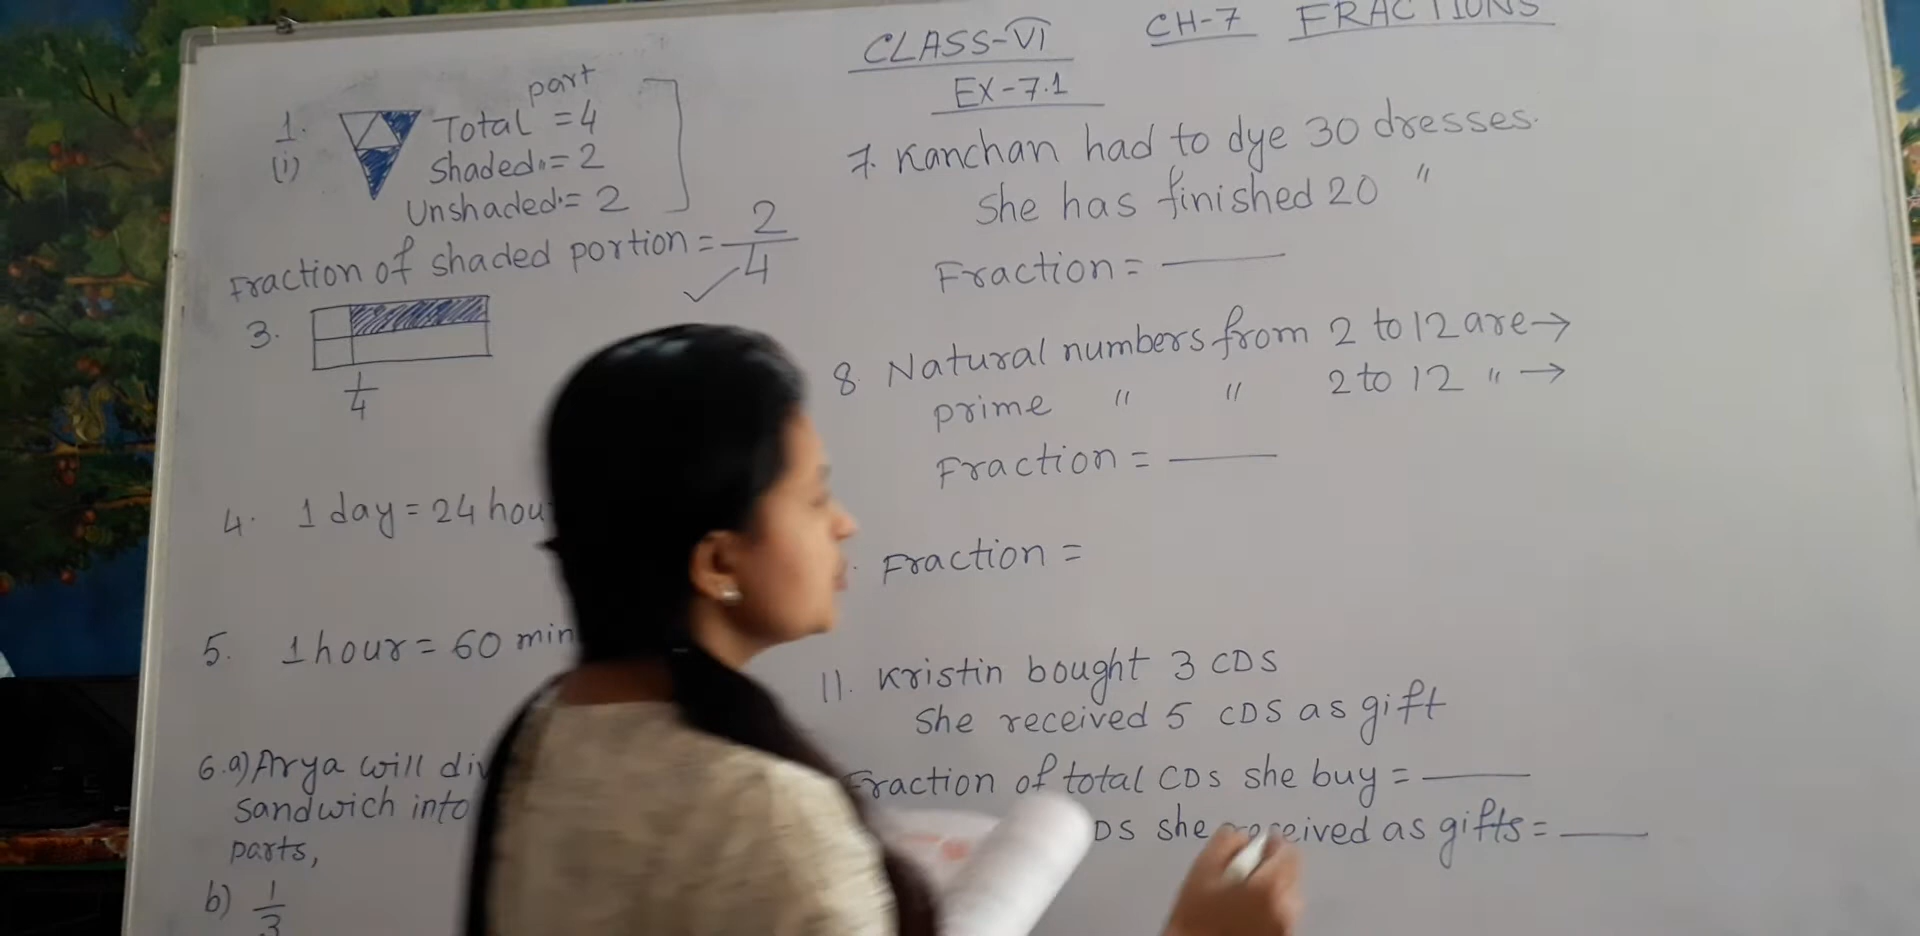 CLASS-VI CH-7 FRACTIONS
EX-7.1
1. part
(i) Total = 4
Shaded. = 2
Unshaded. = 2
Fraction of shaded portion = 2/4
3.
1/4
4. 1 day = 24
5. 1 hour = 60 min
6.a) Arya will
sandwich into
parts,
b) 1/3
7. Kanchan had to dye 30 dresses.
She has finished 20 "
Fraction = ____
8. Natural numbers from 2 to 12 are →
prime " " 2 to 12 " →
Fraction = ____
Fraction =
11. Kristin bought 3 CDS
She received 5 CDS as gift
Fraction of total CDs she buy = ____
she received as gifts = ____